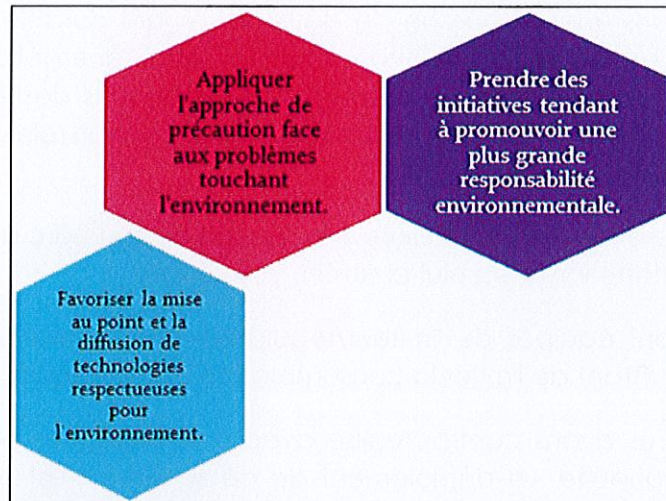 Appliquer
l'approche de
précaution face
aux problèmes
touchant
l'environnement.
Prendre des
initiatives tendant
à promouvoir une
plus grande
responsabilité
environnementale.
Favoriser la mise
au point et la
diffusion de
technologies
respectueuses
pour
l'environnement.